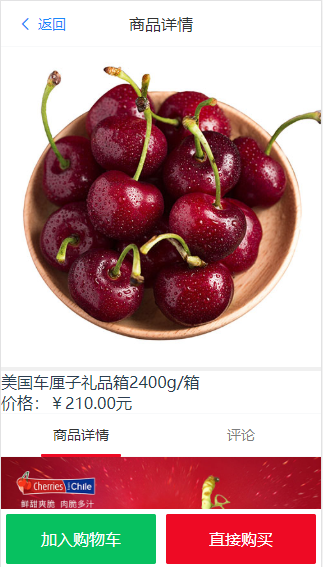 返回
商品详情
美国车厘子礼品箱2400g/箱
价格：￥210.00元
商品详情
评论
Cherries
Chile
鲜甜爽脆 肉脆多汁
加入购物车
直接购买